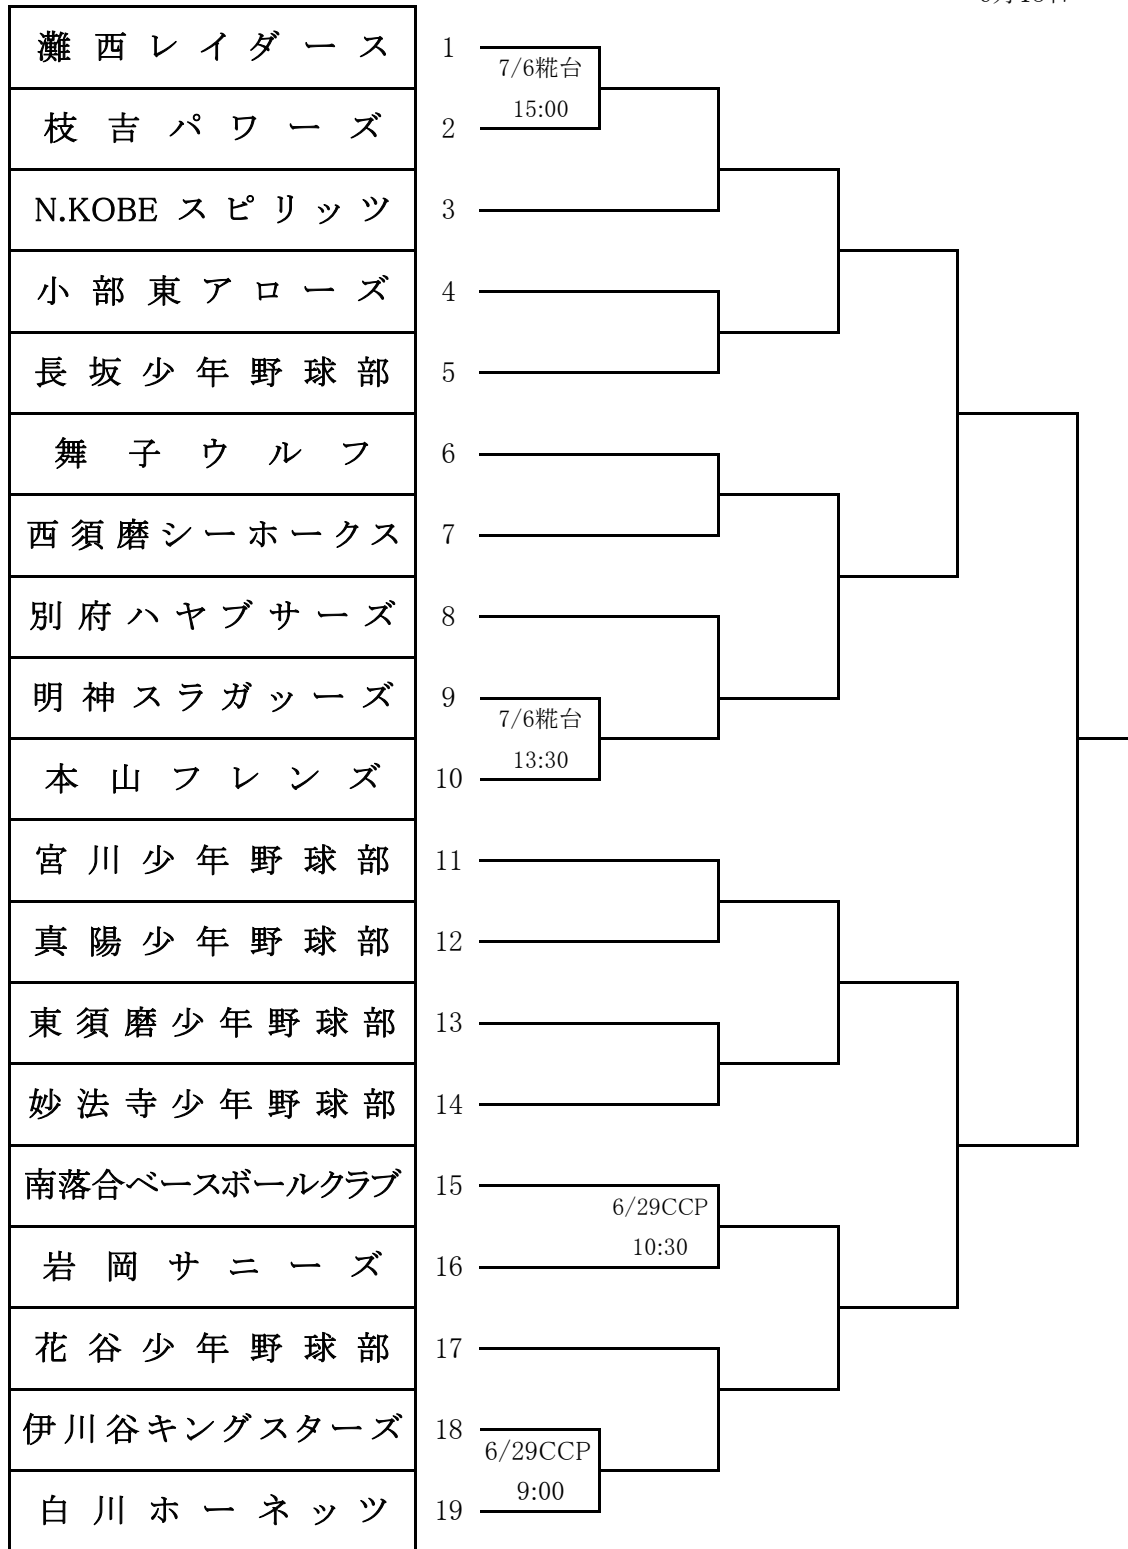 灘西レイダース 1
7/6糀台
15:00
枝吉パワーズ 2
N.KOBEスピリッツ 3
小部東アローズ 4
長坂少年野球部 5
舞子ウルフ 6
西須磨シーホークス 7
別府ハヤブサーズ 8
明神スラガッーズ 9
7/6糀台
13:30
本山フレンズ 10
宮川少年野球部 11
真陽少年野球部 12
東須磨少年野球部 13
妙法寺少年野球部 14
南落合ベースボールクラブ 15
6/29CCP
10:30
岩岡サニーズ 16
花谷少年野球部 17
伊川谷キングスターズ 18
6/29CCP
9:00
白川ホーネッツ 19